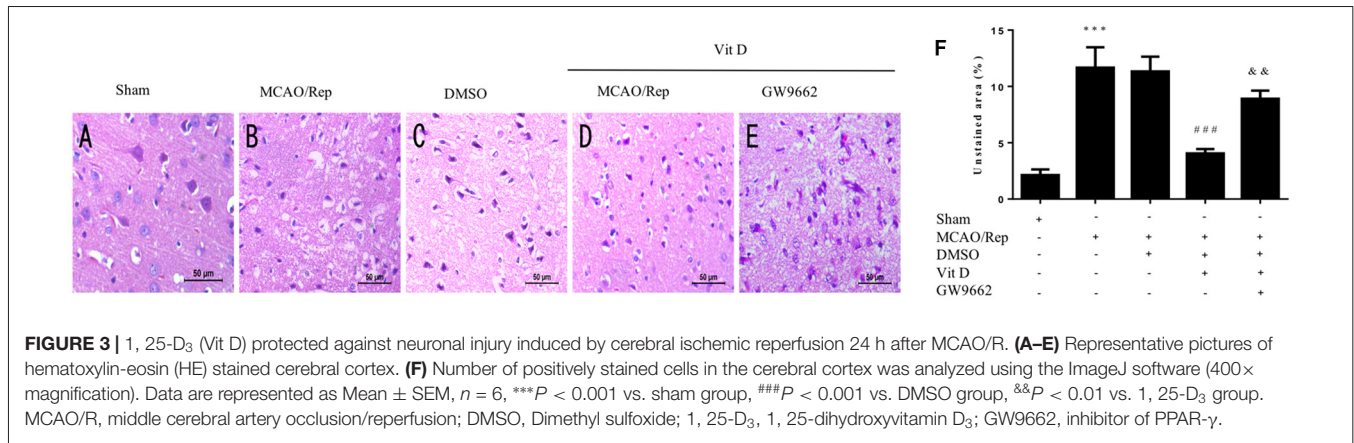 Vit D
Sham
MCAO/Rep
DMSO
MCAO/Rep
GW9662
A
B
C
D
E
50 µm
50 µm
50 µm
50 µm
50 µm
F
Unstained area (%)
15
10
5
0
***
###
&&
Sham + - - - -
MCAO/Rep - + + + +
DMSO - - + + +
Vit D - - - + +
GW9662 - - - - +
FIGURE 3 | 1, 25-D₃ (Vit D) protected against neuronal injury induced by cerebral ischemic reperfusion 24 h after MCAO/R. (A–E) Representative pictures of
hematoxylin-eosin (HE) stained cerebral cortex. (F) Number of positively stained cells in the cerebral cortex was analyzed using the ImageJ software (400×
magnification). Data are represented as Mean ± SEM, n = 6, ***P < 0.001 vs. sham group, ###P < 0.001 vs. DMSO group, &&P < 0.01 vs. 1, 25-D₃ group.
MCAO/R, middle cerebral artery occlusion/reperfusion; DMSO, Dimethyl sulfoxide; 1, 25-D₃, 1, 25-dihydroxyvitamin D₃; GW9662, inhibitor of PPAR-γ.